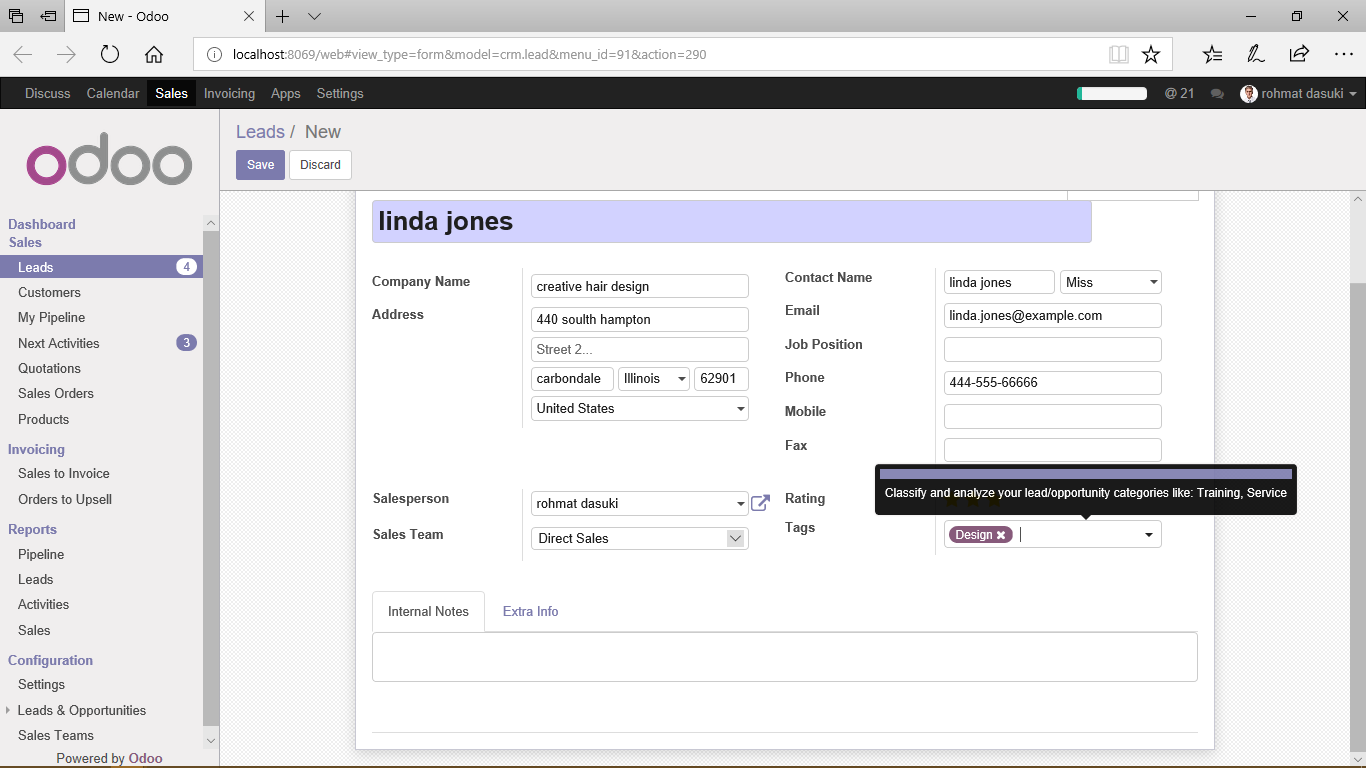 New - Odoo
localhost:8069/web#view_type=form&model=crm.lead&menu_id=91&action=290
Discuss Calendar Sales Invoicing Apps Settings @ 21 rohmat dasuki
odoo
Leads / New
Save Discard
Dashboard
Sales
Leads 4
Customers
My Pipeline
Next Activities 3
Quotations
Sales Orders
Products
Invoicing
Sales to Invoice
Orders to Upsell
Reports
Pipeline
Leads
Activities
Sales
Configuration
Settings
Leads & Opportunities
Sales Teams
Powered by Odoo
linda jones
Company Name creative hair design
Address 440 soulth hampton
Street 2...
carbondale Illinois 62901
United States
Contact Name linda jones Miss
Email linda.jones@example.com
Job Position
Phone 444-555-66666
Mobile
Fax
Salesperson rohmat dasuki
Sales Team Direct Sales
Rating
Classify and analyze your lead/opportunity categories like: Training, Service
Tags Design
Internal Notes Extra Info